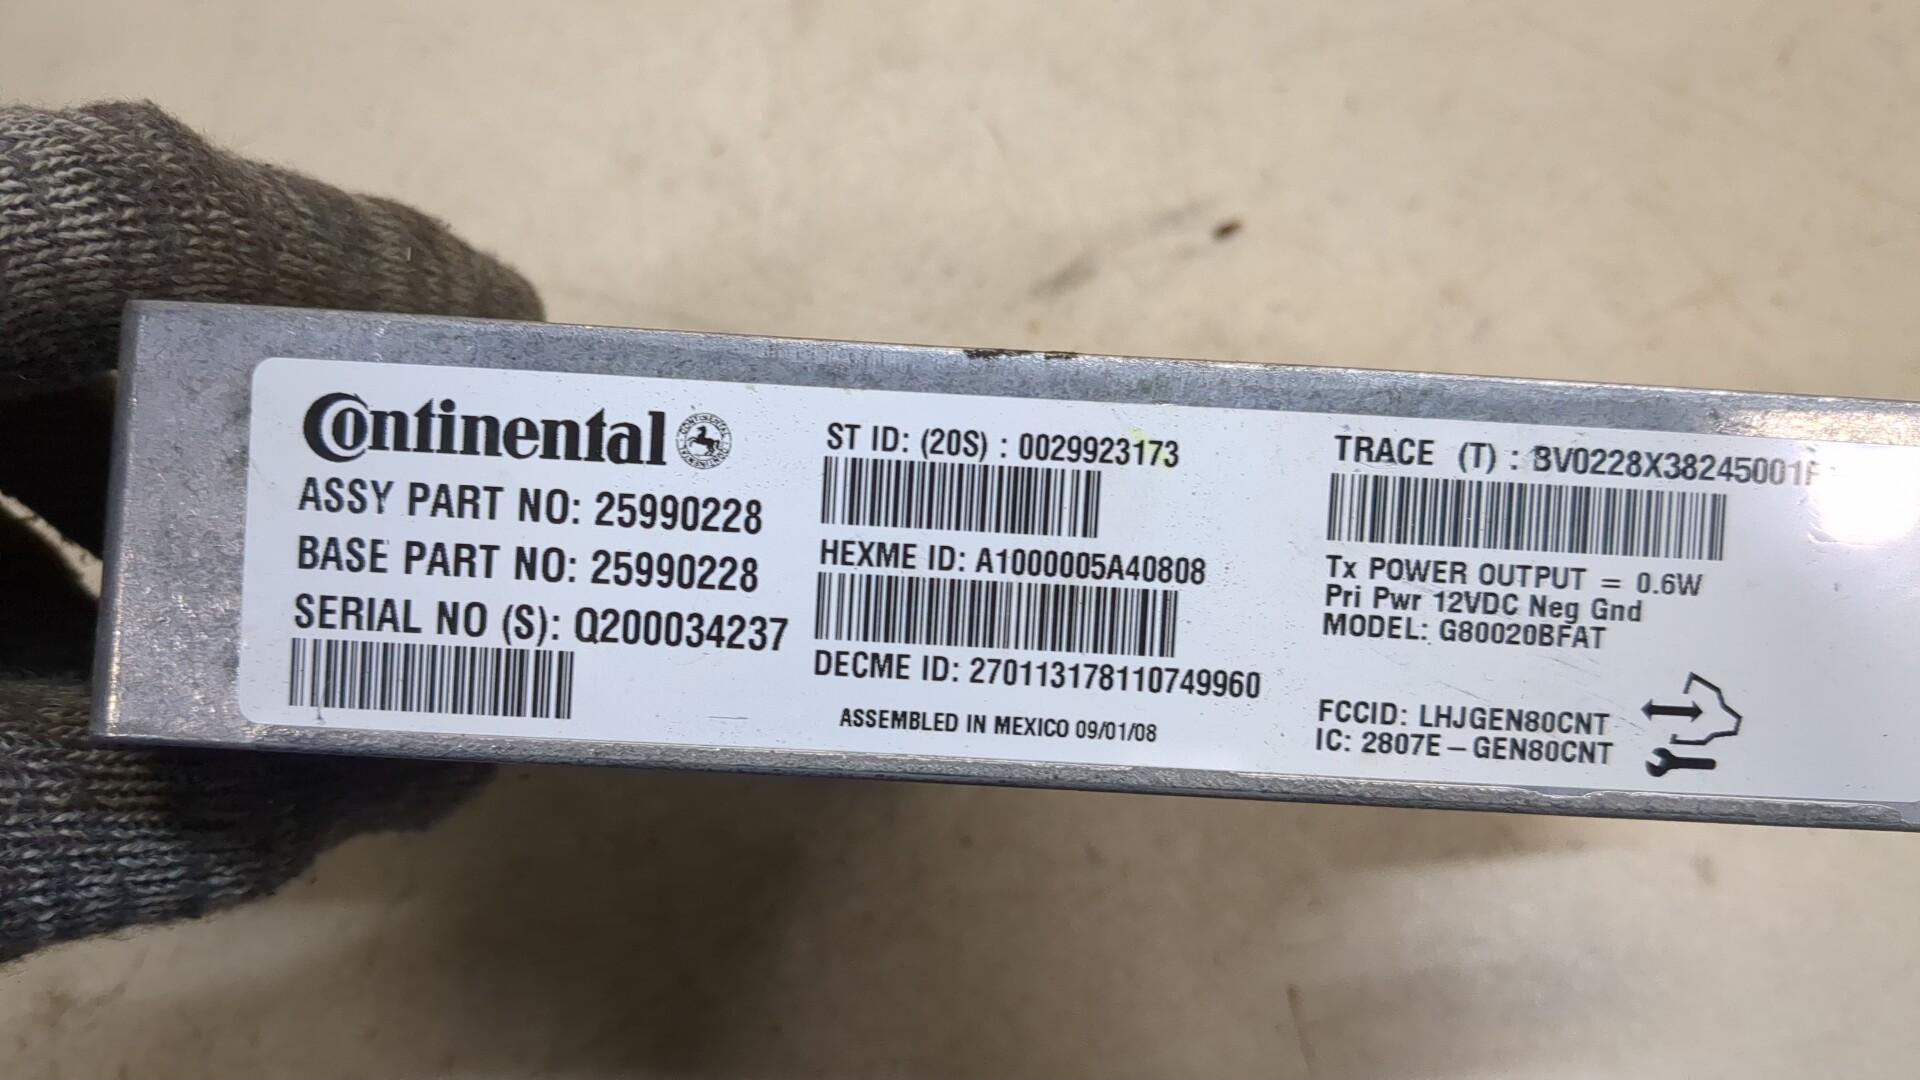 Continental
ASSY PART NO: 25990228
BASE PART NO: 25990228
SERIAL NO (S): Q200034237
ST ID: (20S) : 0029923173
HEXME ID: A1000005A40808
DECME ID: 270113178110749960
ASSEMBLED IN MEXICO 09/01/08
TRACE (T) : BV0228X38245001F
Tx POWER OUTPUT = 0.6W
Pri Pwr 12VDC Neg Gnd
MODEL: G80020BFAT
FCCID: LHJGEN80CNT
IC: 2807E – GEN80CNT